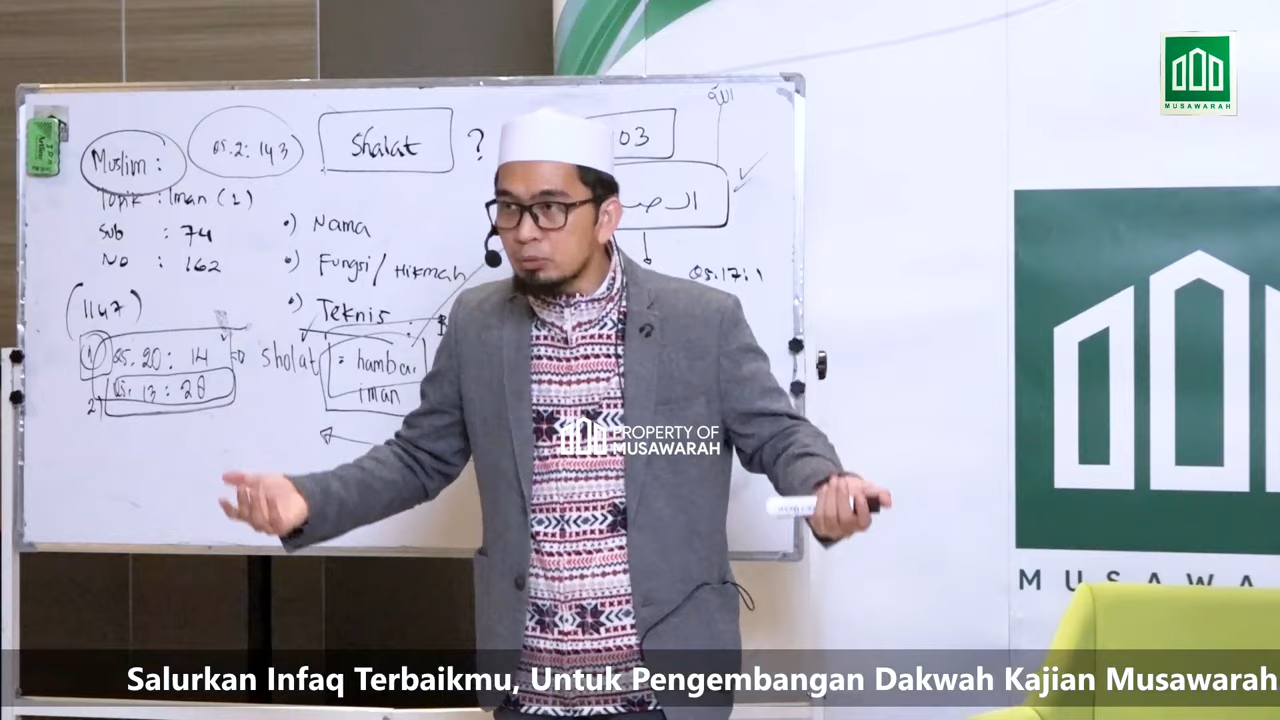 MUSAWARAH
Muslim :
QS.2: 143
Shalat
?
03
الله
Topik : Iman (1)
Sub : 74
No : 162
(1147)
1) QS. 20: 14
2) QS. 13: 28
•) Nama
•) Fungsi/Hikmah
•) Teknis :
Sholat = hamba
iman
الص
QS.17:1
PROPERTY OF
MUSAWARAH
MUSAWA
Salurkan Infaq Terbaikmu, Untuk Pengembangan Dakwah Kajian Musawarah